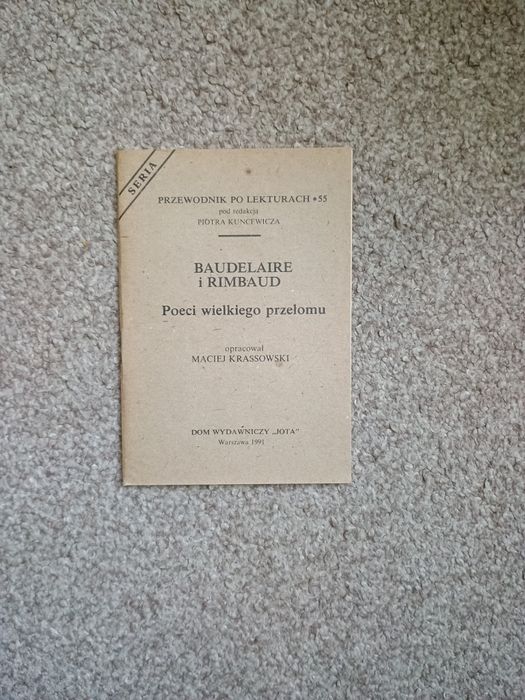 SERIA
PRZEWODNIK PO LEKTURACH • 55
pod redakcją
PIOTRA KUNCEWICZA
BAUDELAIRE
i RIMBAUD
Poeci wielkiego przełomu
opracował
MACIEJ KRASSOWSKI
DOM WYDAWNICZY „JOTA"
Warszawa 1991